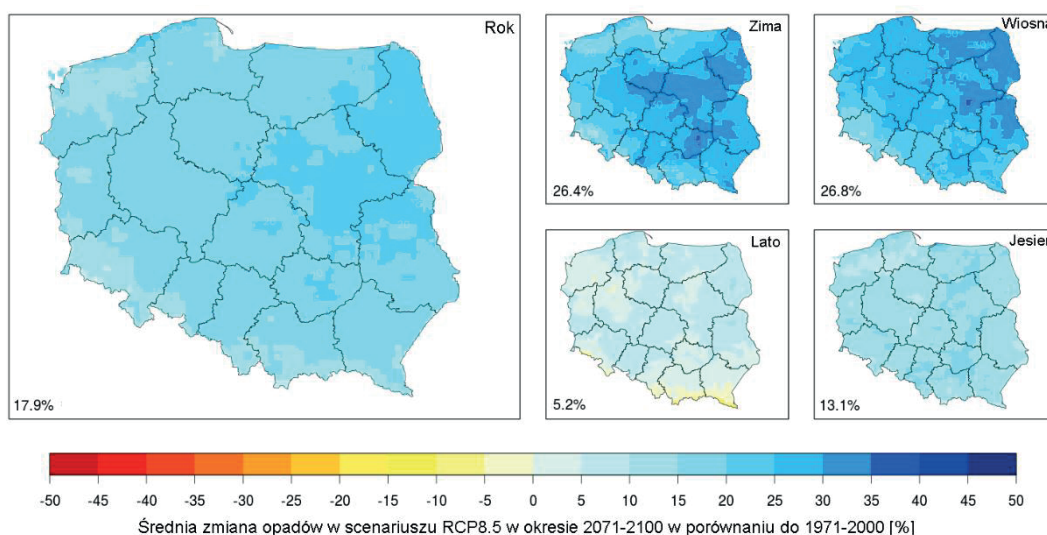 Rok
17.9%
Zima
26.4%
Wiosna
26.8%
Lato
5.2%
Jesień
13.1%
-50 -45 -40 -35 -30 -25 -20 -15 -10 -5 0 5 10 15 20 25 30 35 40 45 50
Średnia zmiana opadów w scenariuszu RCP8.5 w okresie 2071-2100 w porównaniu do 1971-2000 [%]